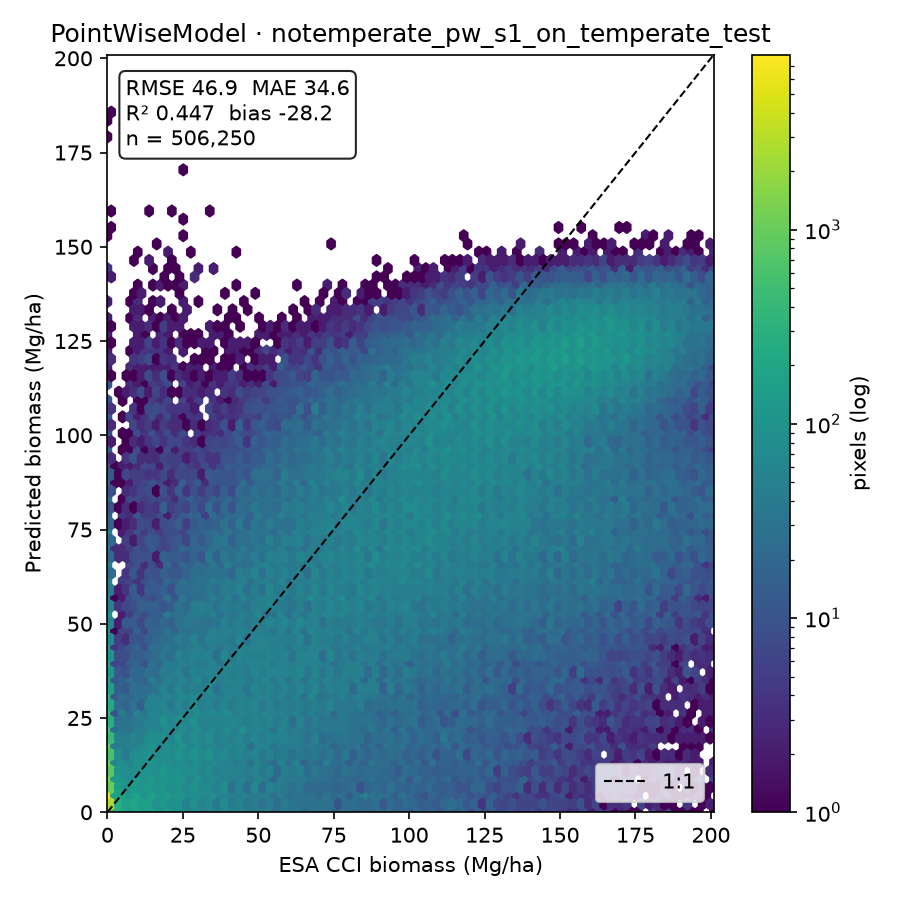 PointWiseModel · notemperate_pw_s1_on_temperate_test
RMSE 46.9  MAE 34.6
R² 0.447  bias -28.2
n = 506,250
200
175
150
125
100
75
50
25
0
Predicted biomass (Mg/ha)
0 25 50 75 100 125 150 175 200
ESA CCI biomass (Mg/ha)
1:1
10³
10²
10¹
10⁰
pixels (log)